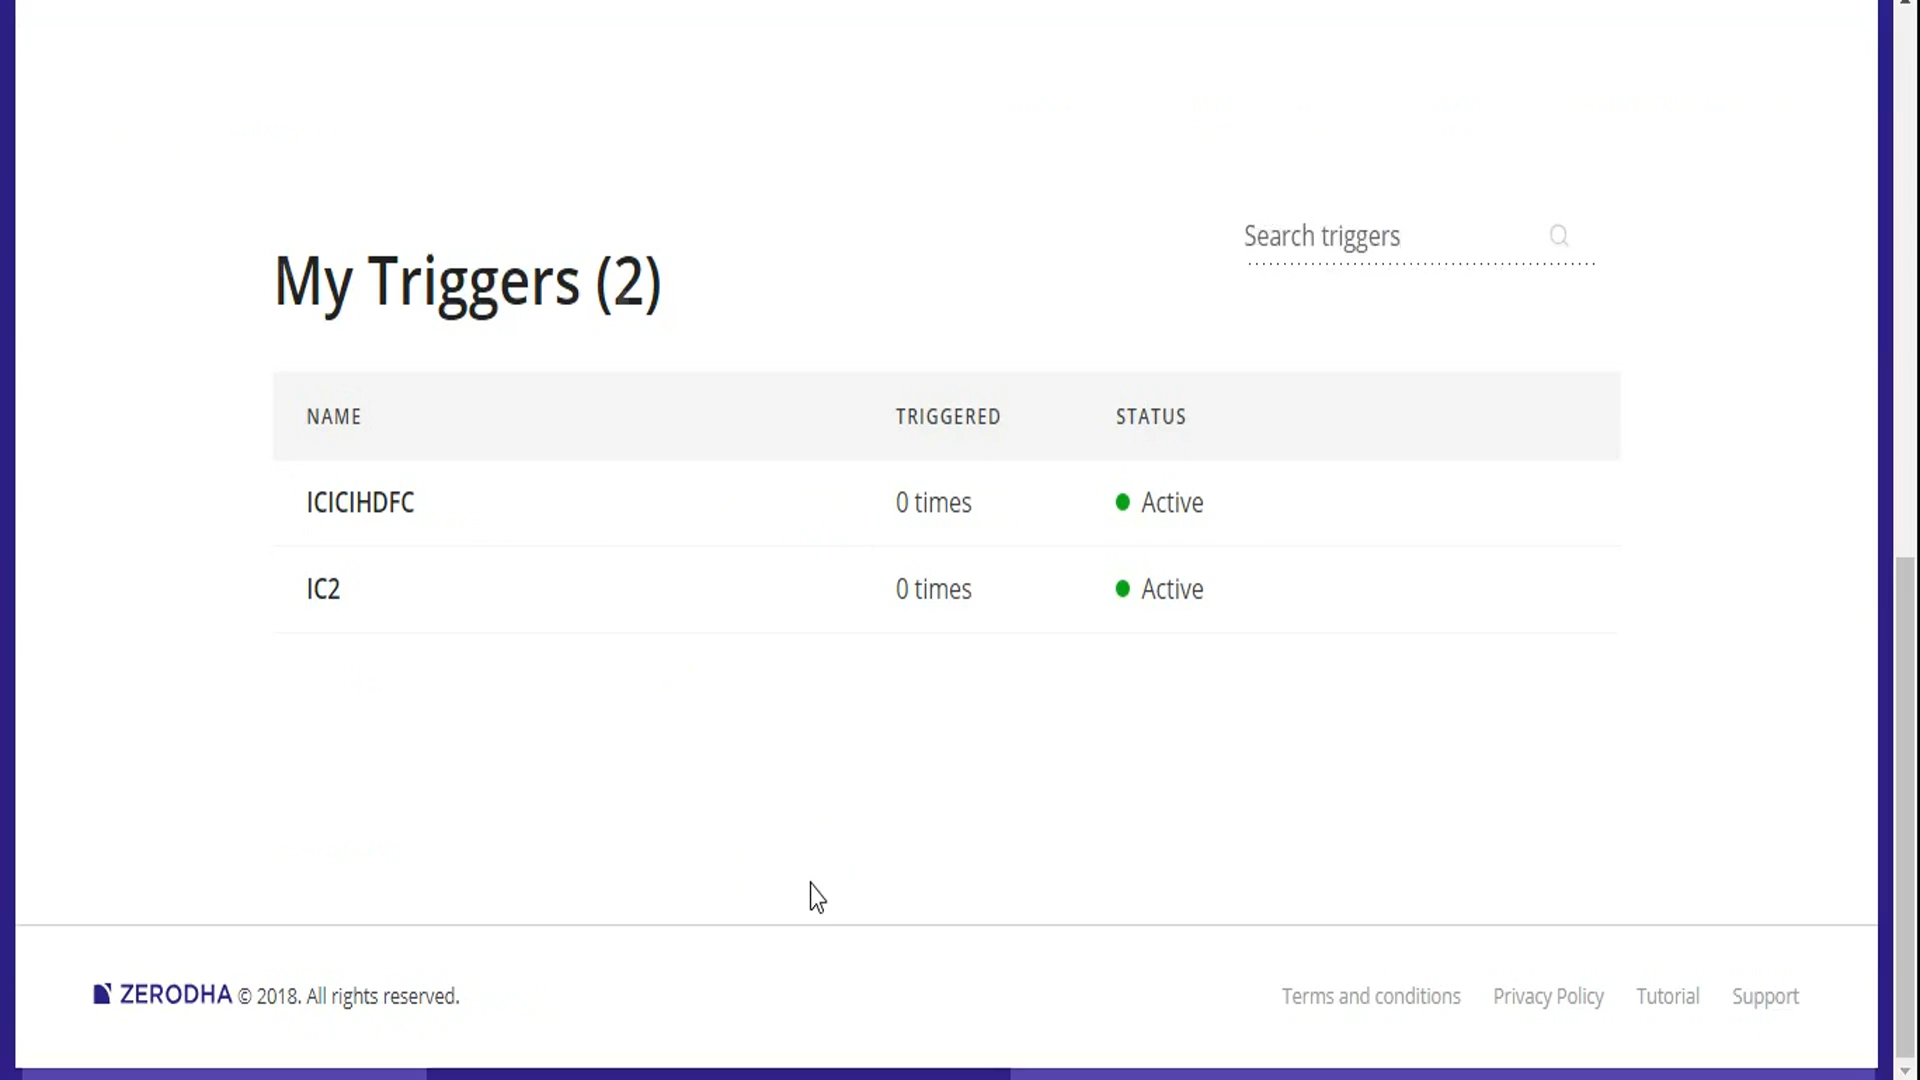 Search triggers
My Triggers (2)
NAME TRIGGERED STATUS
ICICIHDFC 0 times Active
IC2 0 times Active
ZERODHA © 2018. All rights reserved. Terms and conditions Privacy Policy Tutorial Support